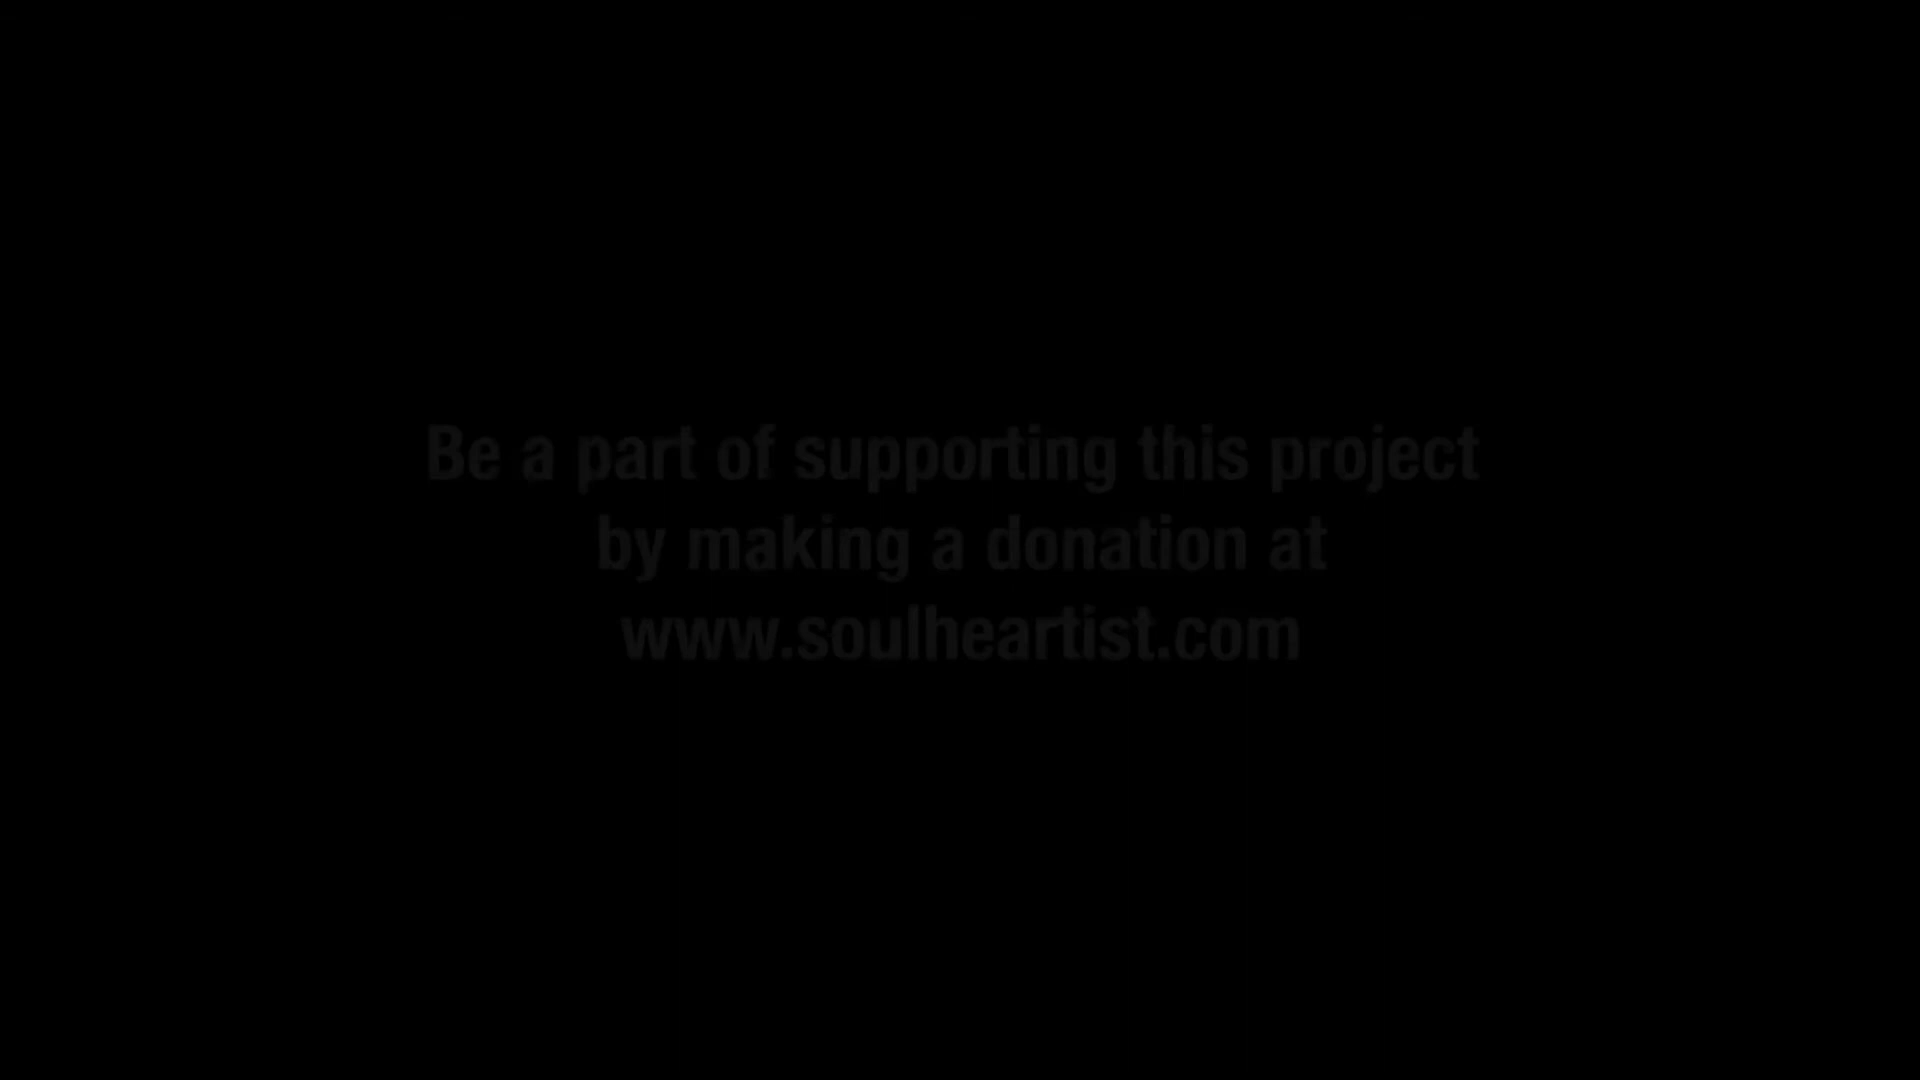 Be a part of supporting this project
by making a donation at
www.soulheartist.com